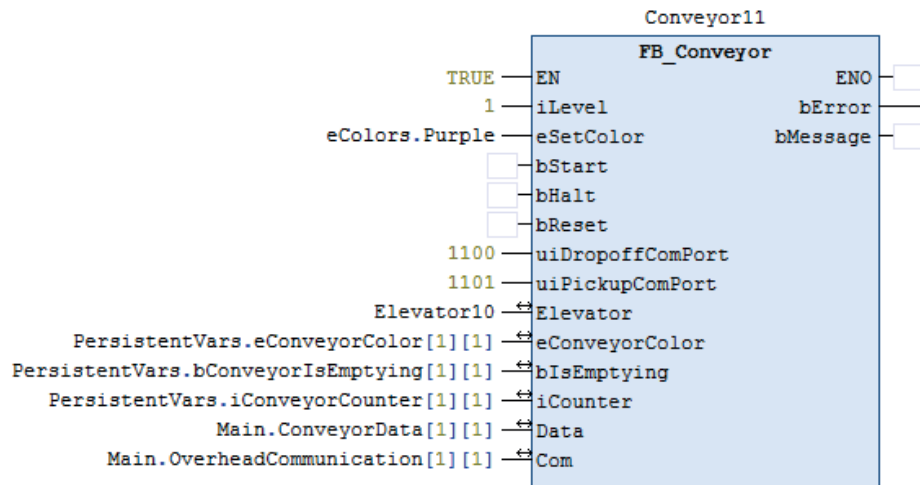 Conveyor11
FB_Conveyor
TRUE EN ENO
1 iLevel bError
eColors.Purple eSetColor bMessage
bStart
bHalt
bReset
1100 uiDropoffComPort
1101 uiPickupComPort
Elevator10 Elevator
PersistentVars.eConveyorColor[1][1] eConveyorColor
PersistentVars.bConveyorIsEmptying[1][1] bIsEmptying
PersistentVars.iConveyorCounter[1][1] iCounter
Main.ConveyorData[1][1] Data
Main.OverheadCommunication[1][1] Com